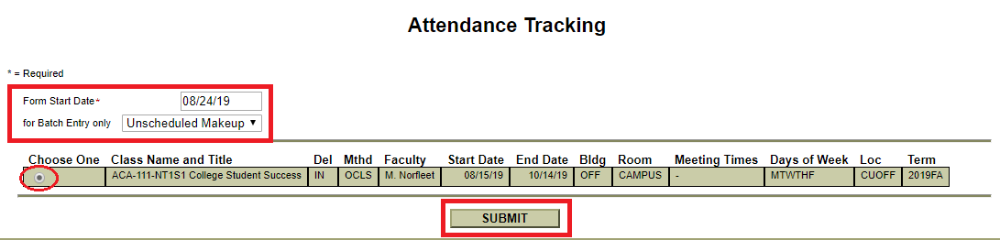 Attendance Tracking
* = Required
Form Start Date* 08/24/19
for Batch Entry only Unscheduled Makeup
Choose One Class Name and Title Del Mthd Faculty Start Date End Date Bldg Room Meeting Times Days of Week Loc Term
ACA-111-NT1S1 College Student Success IN OCLS M. Norfleet 08/15/19 10/14/19 OFF CAMPUS - MTWTHF CUOFF 2019FA
SUBMIT